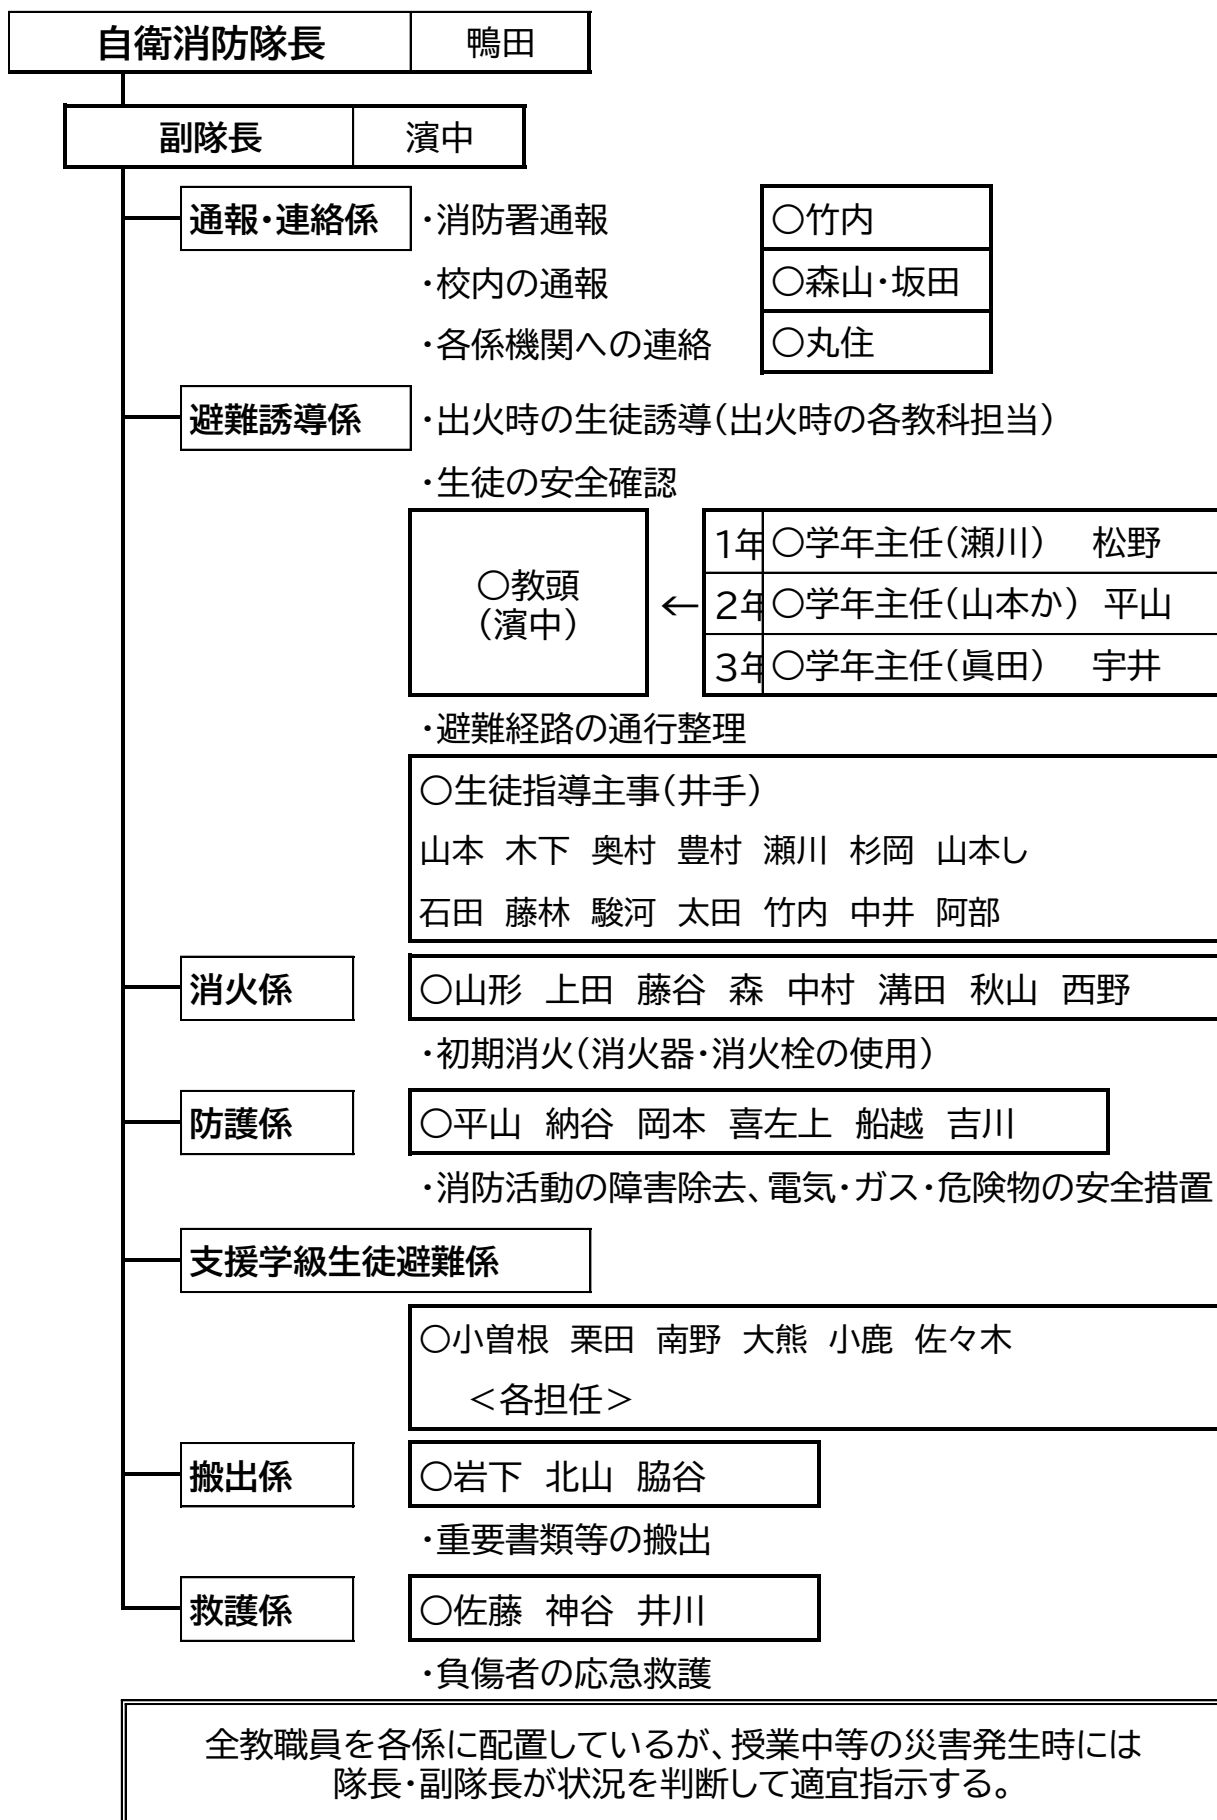 自衛消防隊長 鴨田
副隊長 濱中
通報・連絡係 ・消防署通報 〇竹内
・校内の通報 〇森山・坂田
・各係機関への連絡 〇丸住
避難誘導係 ・出火時の生徒誘導(出火時の各教科担当)
・生徒の安全確認
1年 〇学年主任(瀬川) 松野
〇教頭
(濱中)
← 2年 〇学年主任(山本か) 平山
3年 〇学年主任(眞田) 宇井
・避難経路の通行整理
〇生徒指導主事(井手)
山本 木下 奥村 豊村 瀬川 杉岡 山本し
石田 藤林 駿河 太田 竹内 中井 阿部
消火係 〇山形 上田 藤谷 森 中村 溝田 秋山 西野
・初期消火(消火器・消火栓の使用)
防護係 〇平山 納谷 岡本 喜左上 船越 吉川
・消防活動の障害除去、電気・ガス・危険物の安全措置
支援学級生徒避難係
〇小曽根 栗田 南野 大熊 小鹿 佐々木
<各担任>
搬出係 〇岩下 北山 脇谷
・重要書類等の搬出
救護係 〇佐藤 神谷 井川
・負傷者の応急救護
全教職員を各係に配置しているが、授業中等の災害発生時には
隊長・副隊長が状況を判断して適宜指示する。